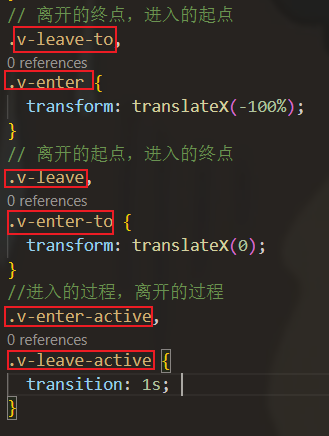 // 离开的终点，进入的起点
.v-leave-to,
0 references
.v-enter {
transform: translateX(-100%);
}
// 离开的起点，进入的终点
.v-leave,
0 references
.v-enter-to {
transform: translateX(0);
}
//进入的过程，离开的过程
.v-enter-active,
0 references
.v-leave-active {
transition: 1s;
}